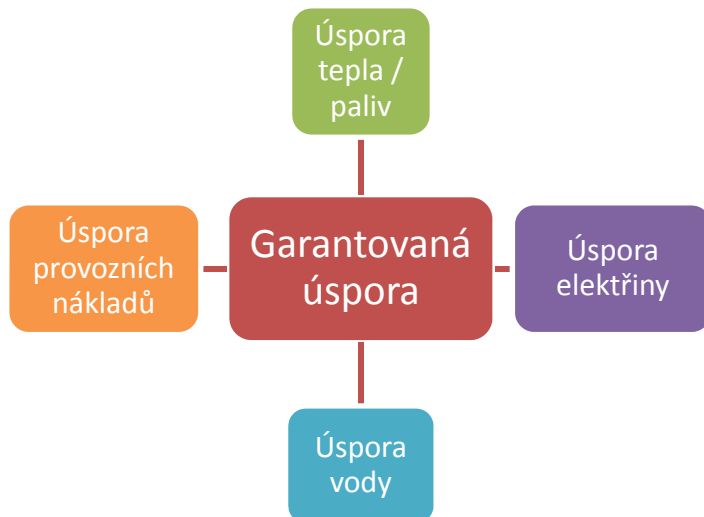 Úspora
tepla /
paliv
Úspora
provozních
nákladů
Garantovaná
úspora
Úspora
elektřiny
Úspora
vody